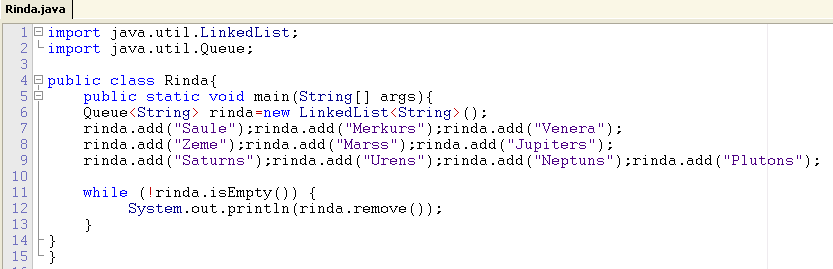 Rinda.java
1 import java.util.LinkedList;
2 import java.util.Queue;
3
4 public class Rinda{
5 public static void main(String[] args){
6 Queue<String> rinda=new LinkedList<String>();
7 rinda.add("Saule");rinda.add("Merkurs");rinda.add("Venera");
8 rinda.add("Zeme");rinda.add("Marss");rinda.add("Jupiters");
9 rinda.add("Saturns");rinda.add("Urens");rinda.add("Neptuns");rinda.add("Plutons");
10
11 while (!rinda.isEmpty()) {
12 System.out.println(rinda.remove());
13 }
14 }
15 }